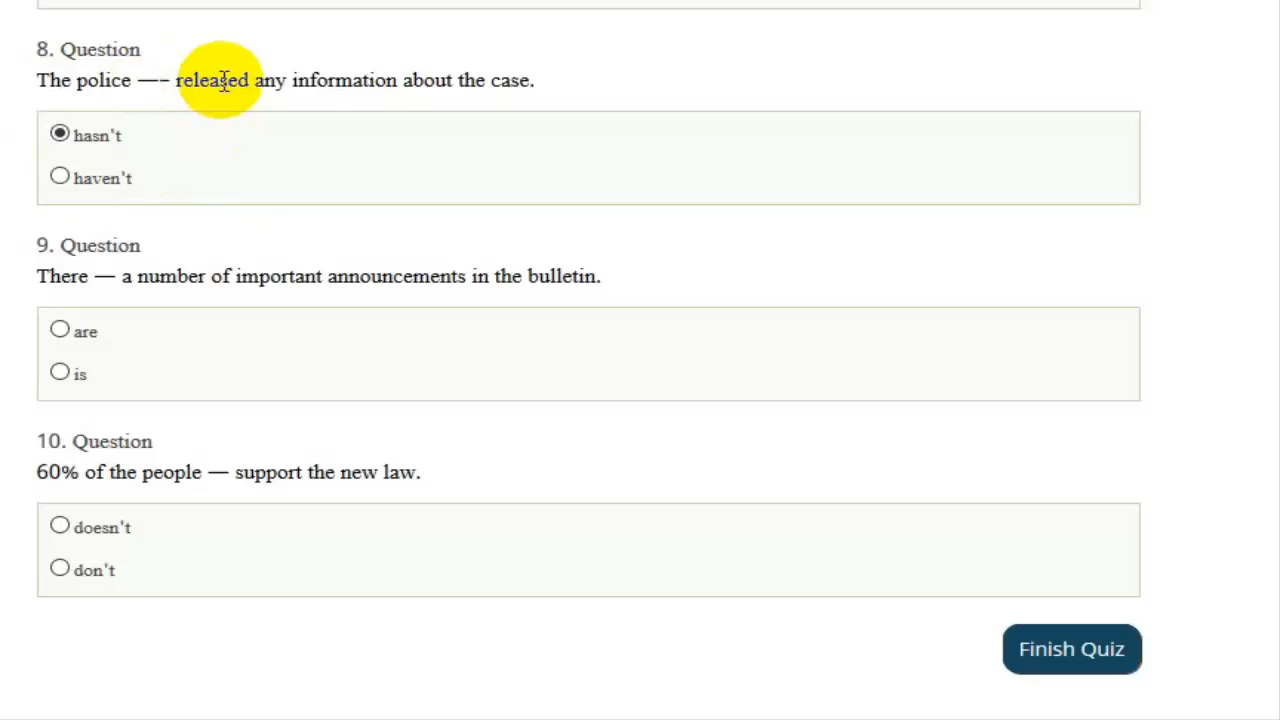 8. Question
The police —– released any information about the case.
hasn't
haven't
9. Question
There — a number of important announcements in the bulletin.
are
is
10. Question
60% of the people — support the new law.
doesn't
don't
Finish Quiz